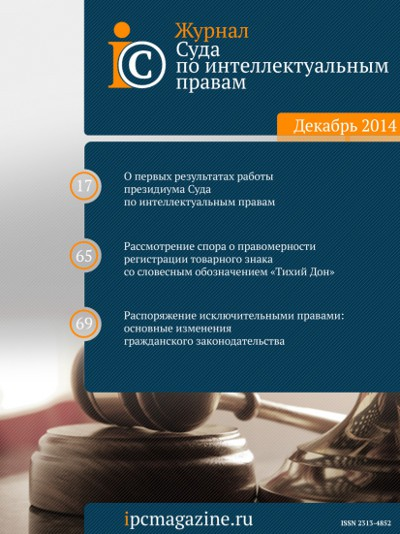 ic
Журнал
Суда
по интеллектуальным
правам
Декабрь 2014
17
О первых результатах работы
президиума Суда
по интеллектуальным правам
65
Рассмотрение спора о правомерности
регистрации товарного знака
со словесным обозначением «Тихий Дон»
69
Распоряжение исключительными правами:
основные изменения
гражданского законодательства
ipcmagazine.ru
ISSN 2313-4852